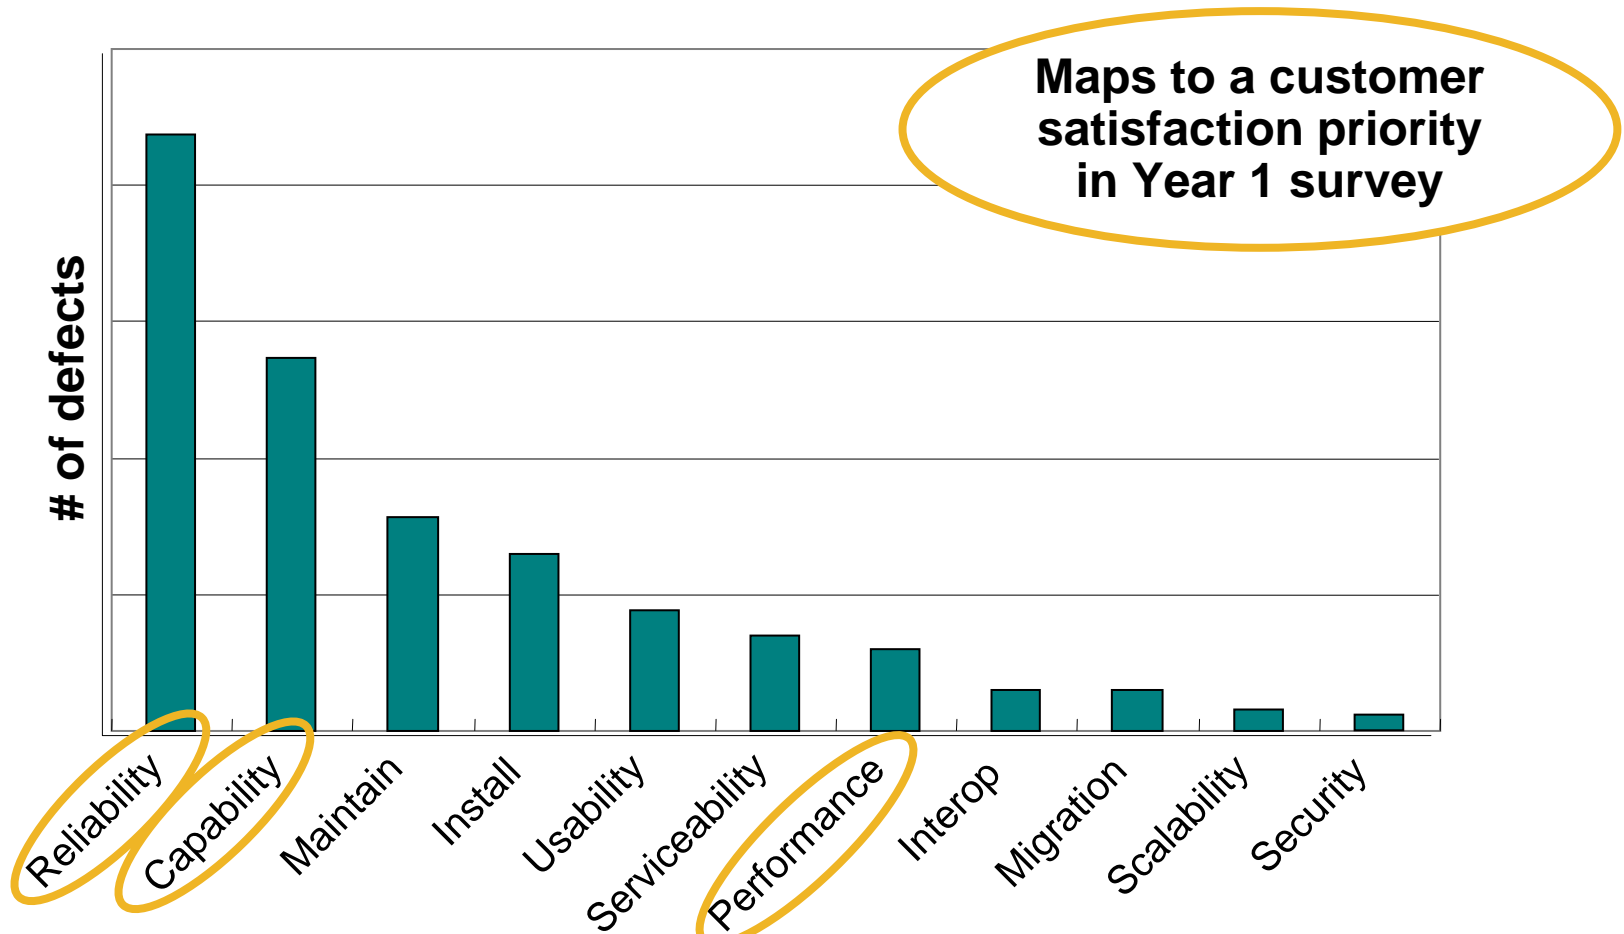 Maps to a customer
satisfaction priority
in Year 1 survey
# of defects
Reliability
Capability
Maintain
Install
Usability
Serviceability
Performance
Interop
Migration
Scalability
Security